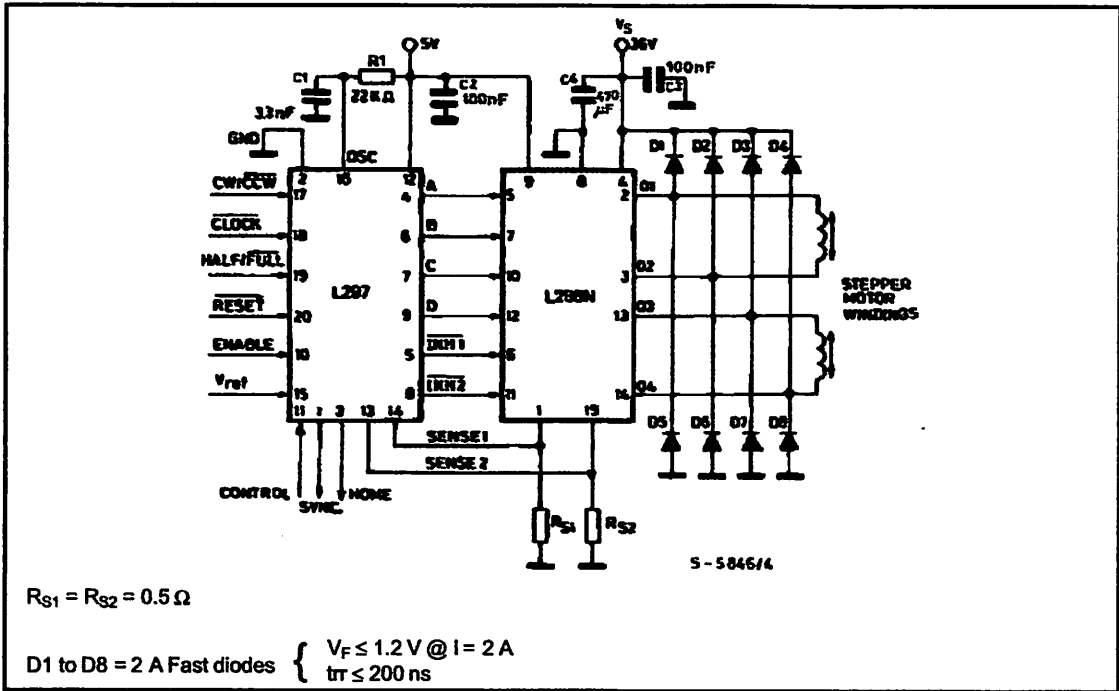 5V
VS
36V
R1
22KΩ
C1
3.3nF
C2
100nF
C4
470
µF
100nF
C3
GND
OSC
D1 D2 D3 D4
2 16 12
9 8 4
CW/CCW 17
CLOCK 18
HALF/FULL 19
RESET 20
ENABLE 10
Vref 15
L297
4 A 5
6 B 7
7 C 10
9 D 12
5 INH1 6
8 INH2 11
L298N
2 O1
3 O2
13 O3
14 O4
STEPPER
MOTOR
WINDINGS
11 1 3 13 14
1 15
D5 D6 D7 D8
SENSE 1
SENSE 2
CONTROL
SYNC.
HOME
RS1 RS2
S-5846/4
RS1 = RS2 = 0.5 Ω
VF ≤ 1.2 V @ I = 2 A
D1 to D8 = 2 A Fast diodes {
trr ≤ 200 ns